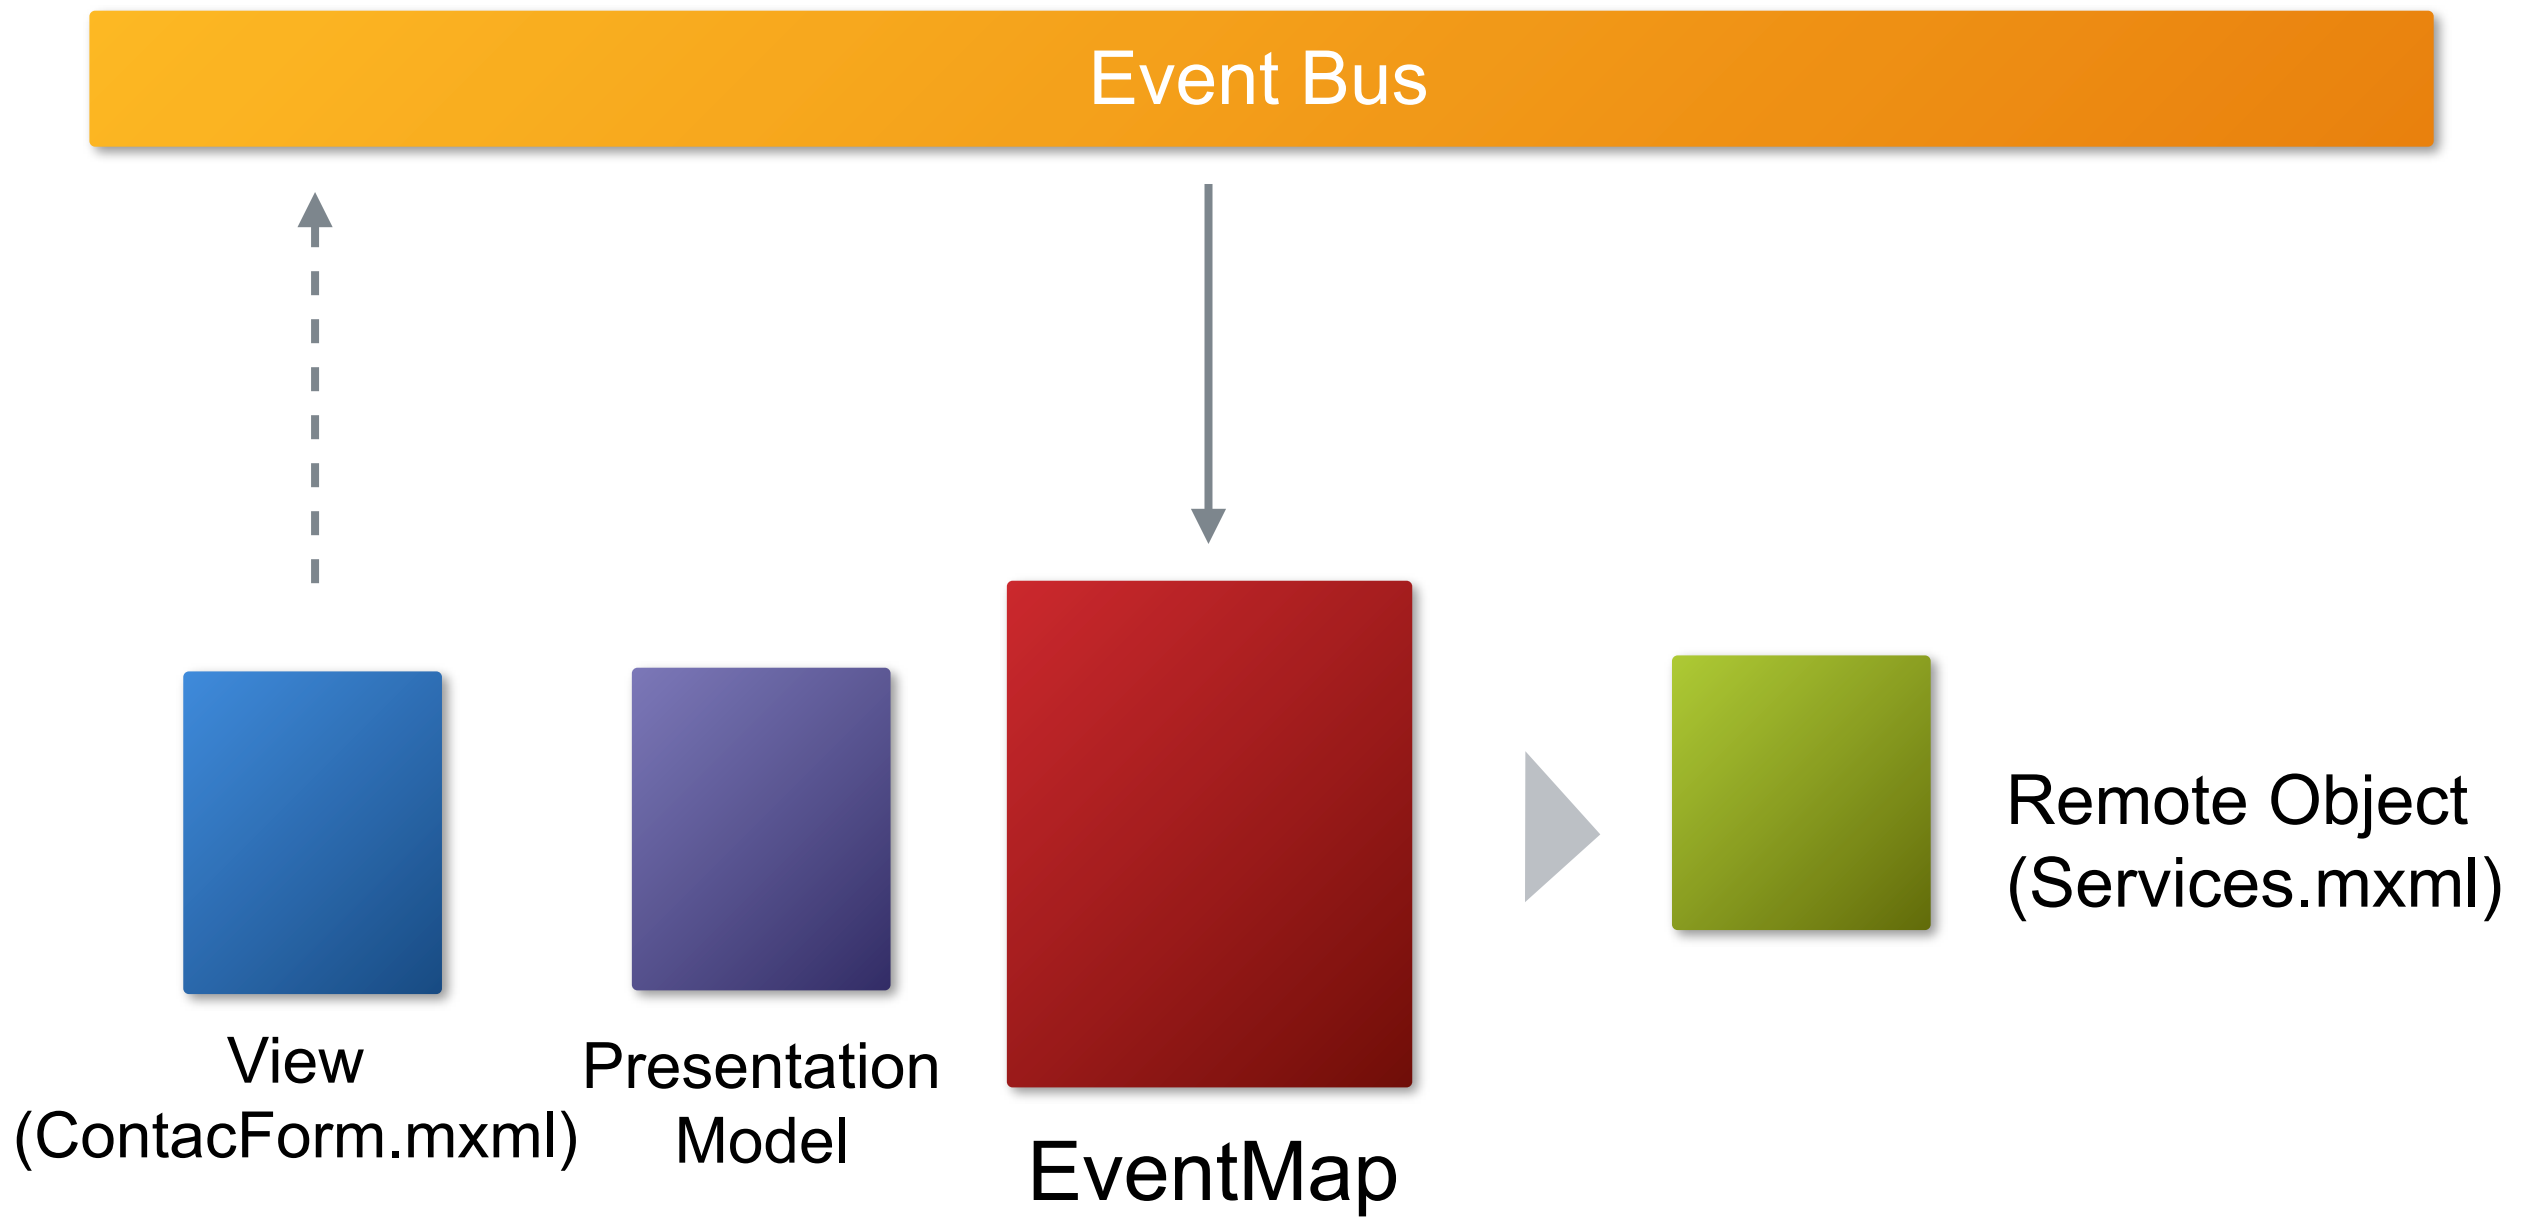 Event Bus
View
(ContacForm.mxml)
Presentation
Model
EventMap
Remote Object
(Services.mxml)